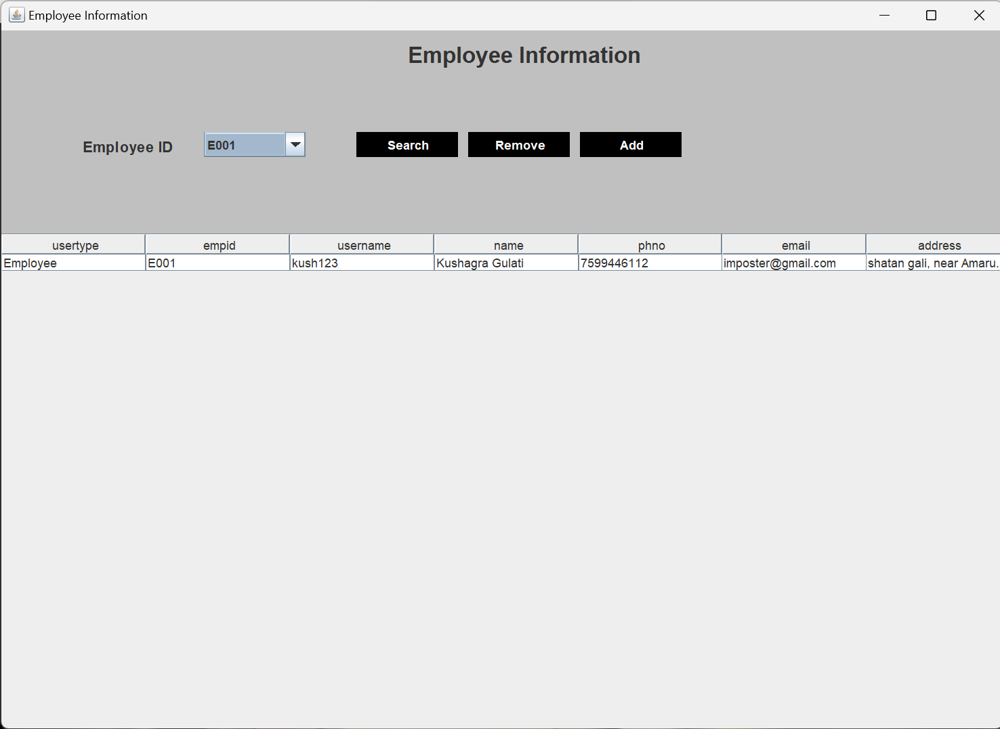 Employee Information
Employee Information
Employee ID E001 Search Remove Add
usertype empid username name phno email address
Employee E001 kush123 Kushagra Gulati 7599446112 imposter@gmail.com shatan gali, near Amaru.